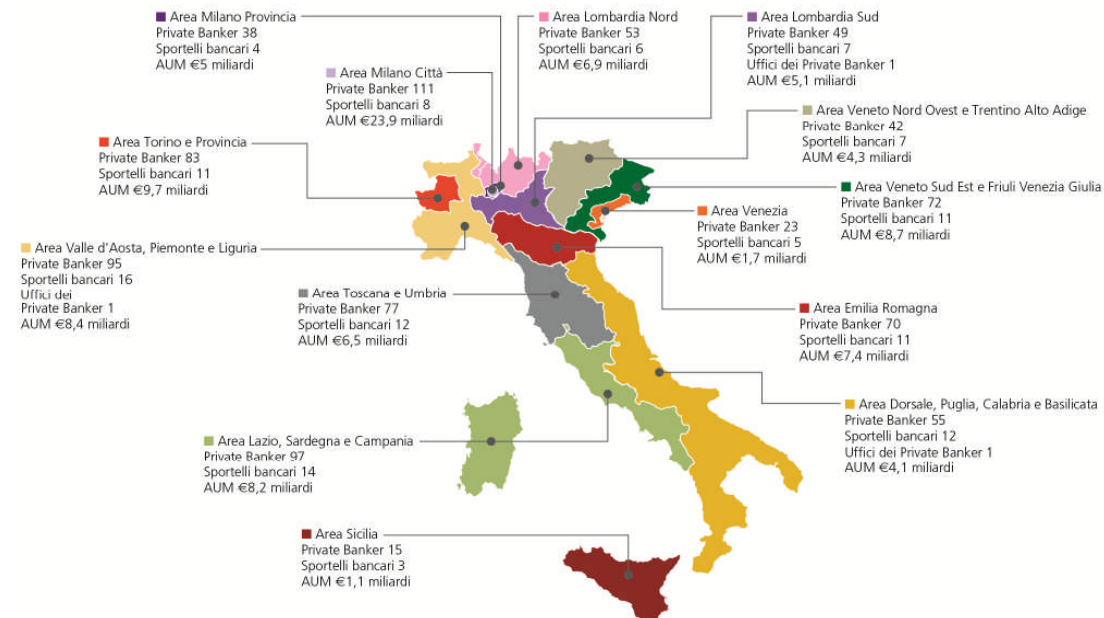 Area Milano Provincia
Private Banker 38
Sportelli bancari 4
AUM €5 miliardi
Area Lombardia Nord
Private Banker 53
Sportelli bancari 6
AUM €6,9 miliardi
Area Lombardia Sud
Private Banker 49
Sportelli bancari 7
Uffici dei Private Banker 1
AUM €5,1 miliardi
Area Milano Città
Private Banker 111
Sportelli bancari 8
AUM €23,9 miliardi
Area Veneto Nord Ovest e Trentino Alto Adige
Private Banker 42
Sportelli bancari 7
AUM €4,3 miliardi
Area Torino e Provincia
Private Banker 83
Sportelli bancari 11
AUM €9,7 miliardi
Area Veneto Sud Est e Friuli Venezia Giulia
Private Banker 72
Sportelli bancari 11
AUM €8,7 miliardi
Area Venezia
Private Banker 23
Sportelli bancari 5
AUM €1,7 miliardi
Area Valle d'Aosta, Piemonte e Liguria
Private Banker 95
Sportelli bancari 16
Uffici dei
Private Banker 1
AUM €8,4 miliardi
Area Toscana e Umbria
Private Banker 77
Sportelli bancari 12
AUM €6,5 miliardi
Area Emilia Romagna
Private Banker 70
Sportelli bancari 11
AUM €7,4 miliardi
Area Dorsale, Puglia, Calabria e Basilicata
Private Banker 55
Sportelli bancari 12
Uffici dei Private Banker 1
AUM €4,1 miliardi
Area Lazio, Sardegna e Campania
Private Banker 97
Sportelli bancari 14
AUM €8,2 miliardi
Area Sicilia
Private Banker 15
Sportelli bancari 3
AUM €1,1 miliardi